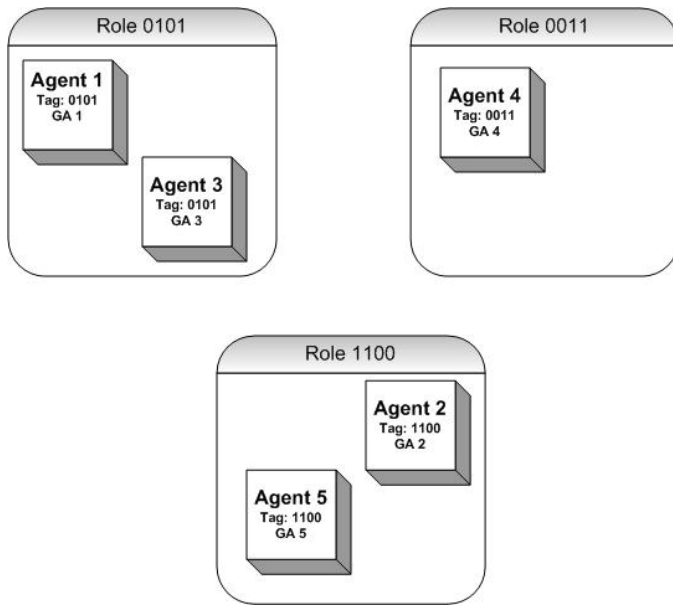 Role 0101
Agent 1
Tag: 0101
GA 1
Agent 3
Tag: 0101
GA 3
Role 0011
Agent 4
Tag: 0011
GA 4
Role 1100
Agent 2
Tag: 1100
GA 2
Agent 5
Tag: 1100
GA 5